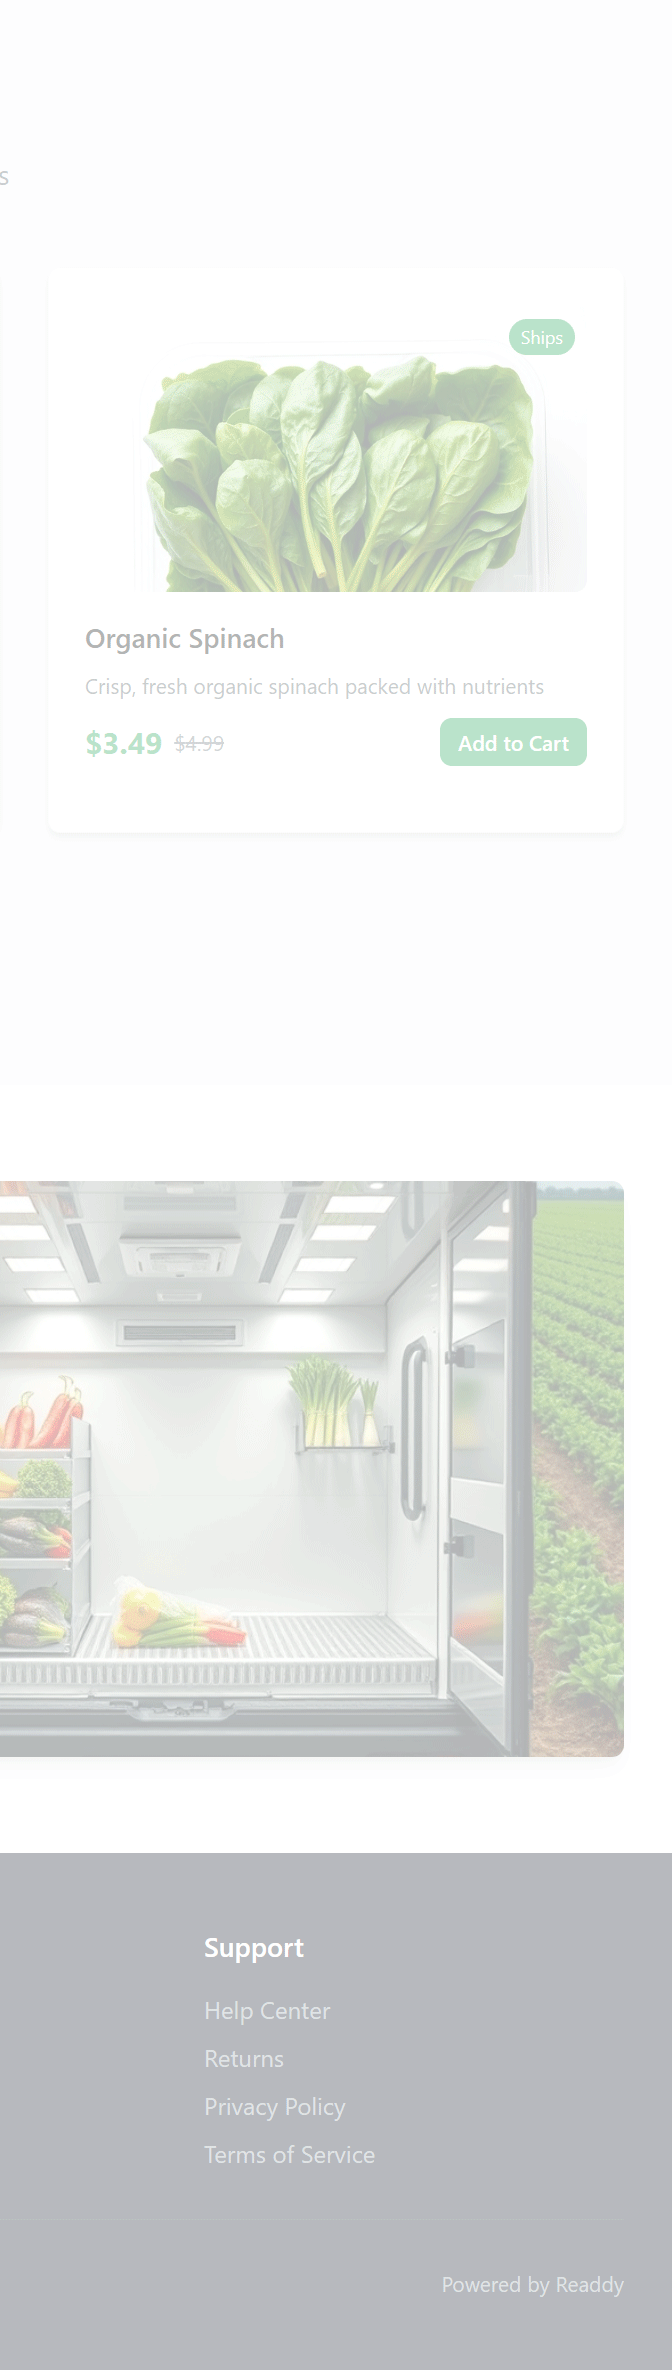 s
Ships
Organic Spinach
Crisp, fresh organic spinach packed with nutrients
$3.49 $4.99
Add to Cart
Support
Help Center
Returns
Privacy Policy
Terms of Service
Powered by Readdy